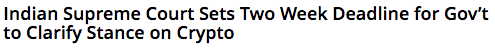 Indian Supreme Court Sets Two Week Deadline for Gov’t
to Clarify Stance on Crypto